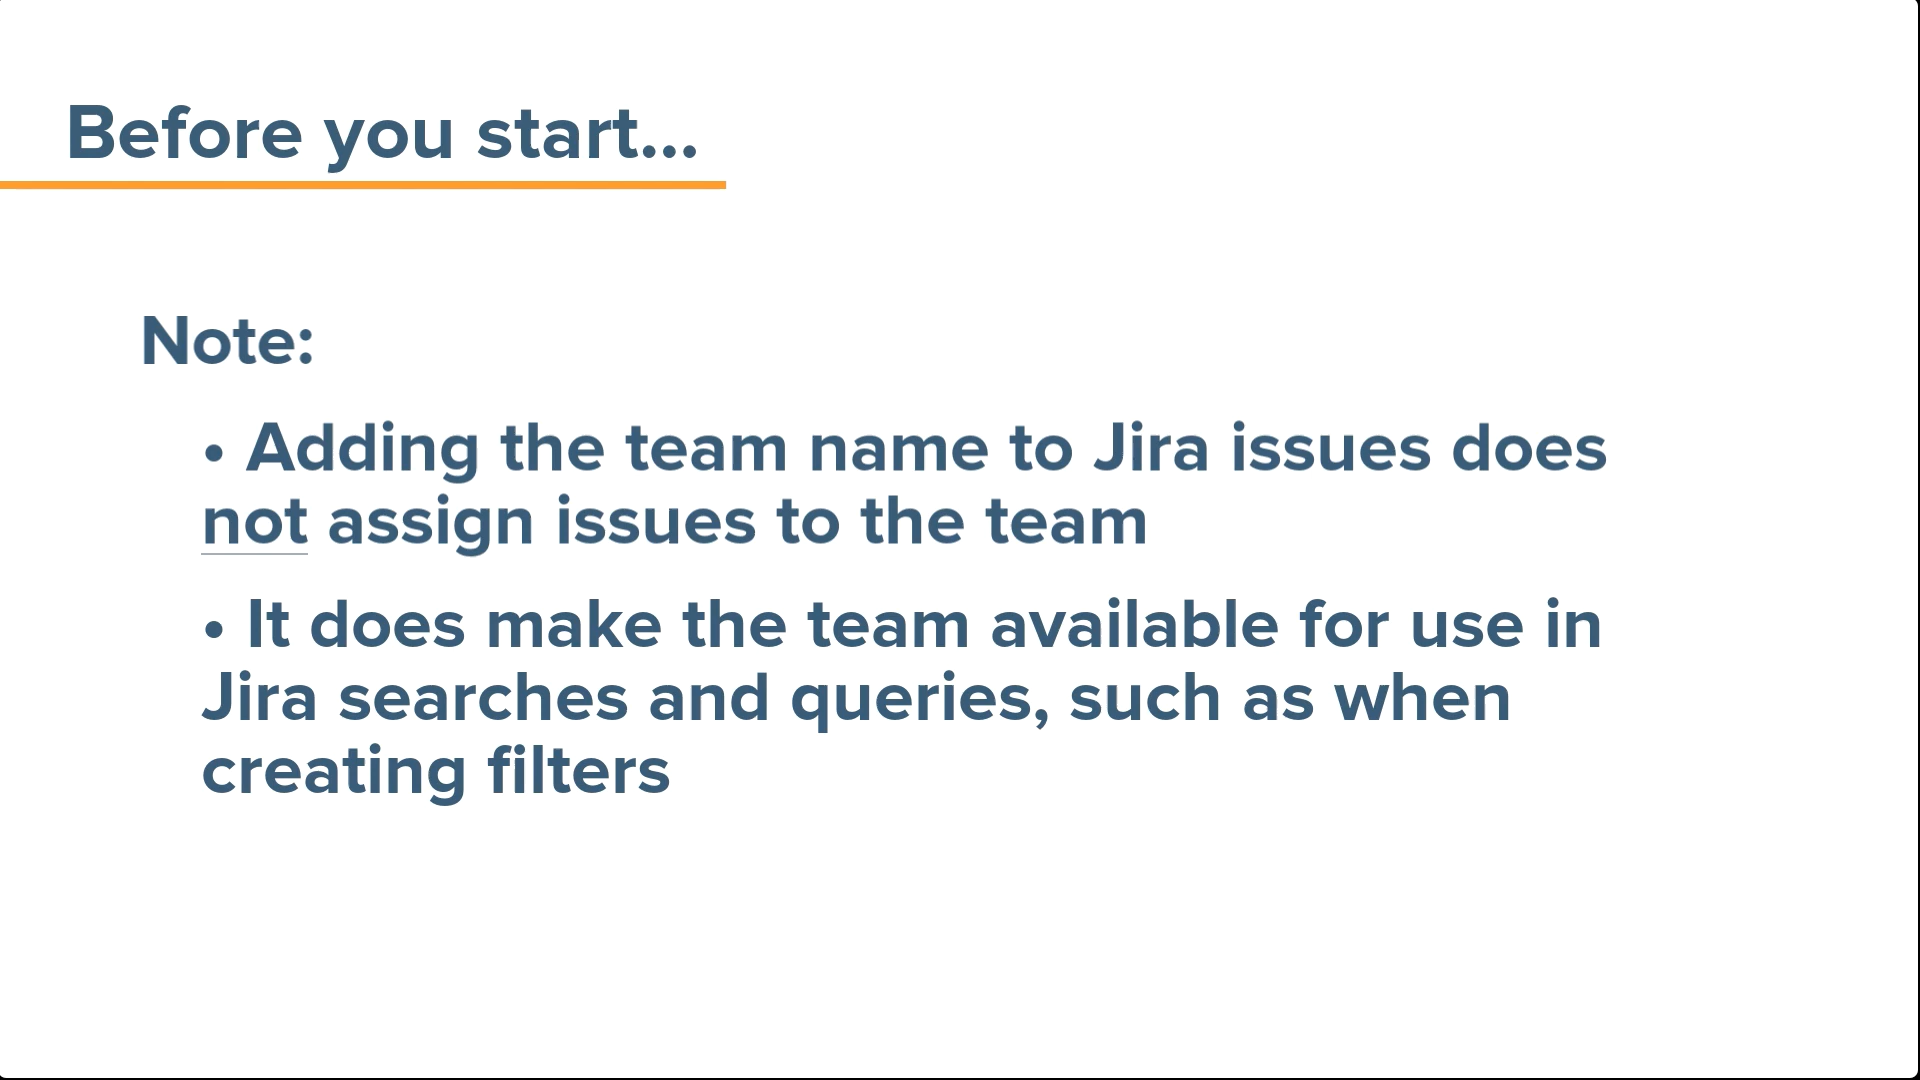 Before you start...
Note:
• Adding the team name to Jira issues does
not assign issues to the team
• It does make the team available for use in
Jira searches and queries, such as when
creating filters